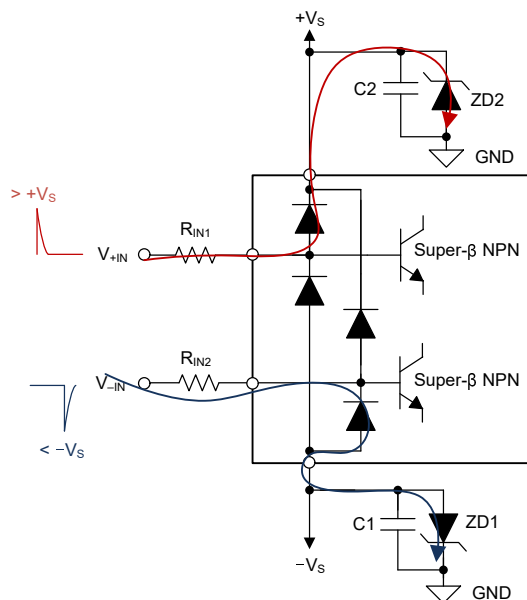 +VS
C2
ZD2
GND
> +VS
V+IN
RIN1
Super-β NPN
RIN2
V–IN
Super-β NPN
< −VS
C1
ZD1
−VS
GND